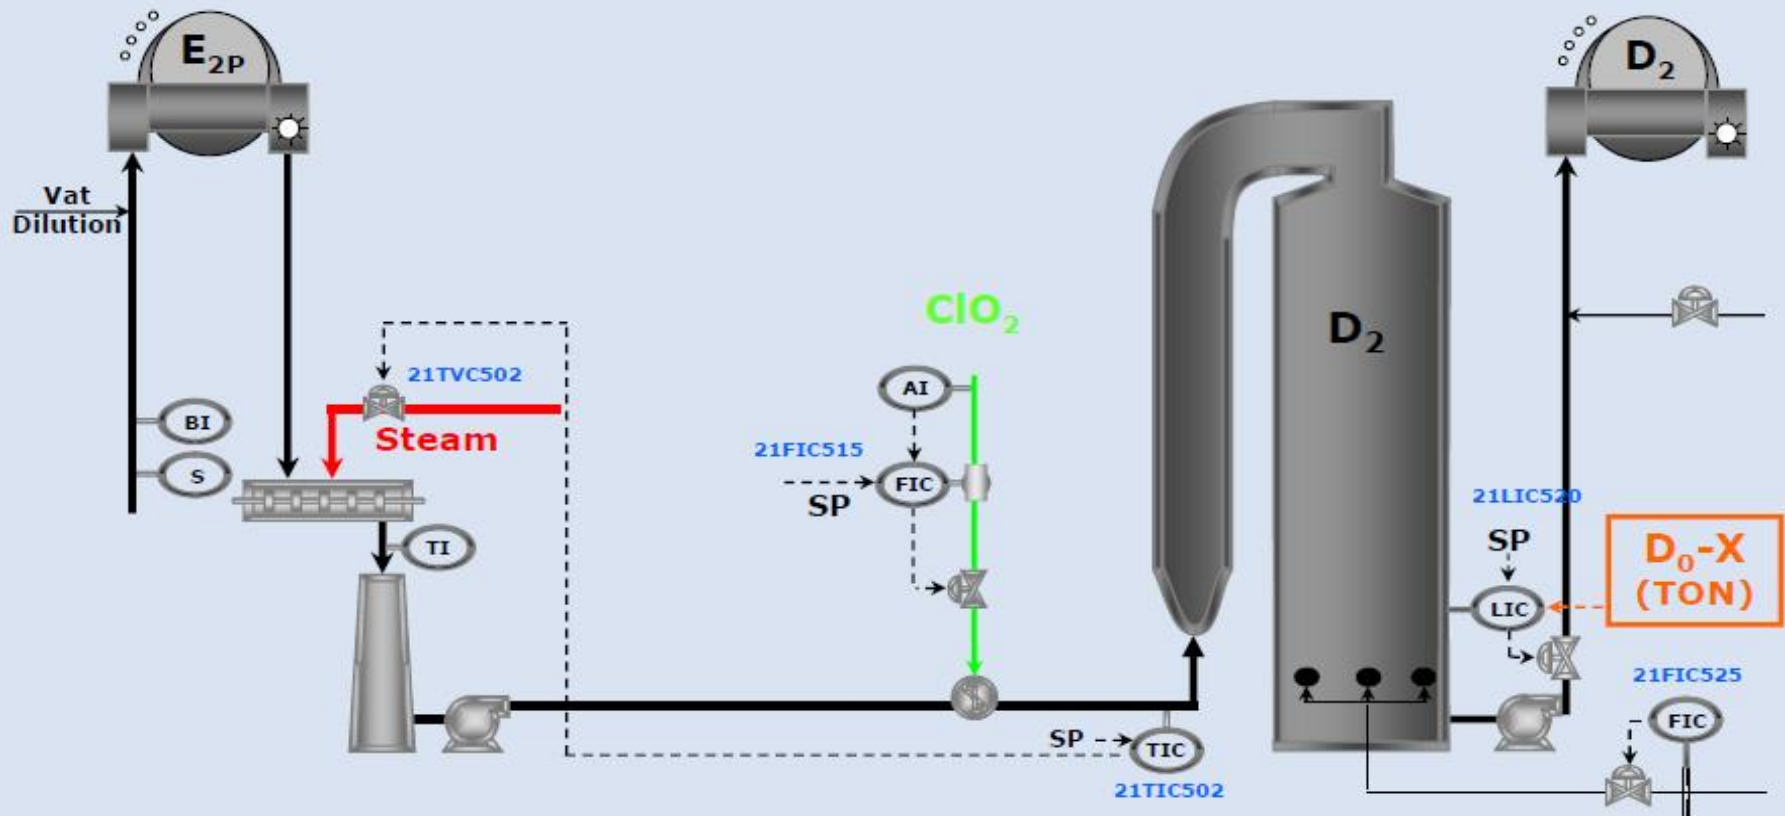 E2P
D2
Vat
Dilution
ClO2
D2
21TVC502
AI
BI
Steam
21FIC515
S
FIC
SP
21LIC520
SP
D0-X
(TON)
TI
LIC
21FIC525
FIC
SP
TIC
21TIC502